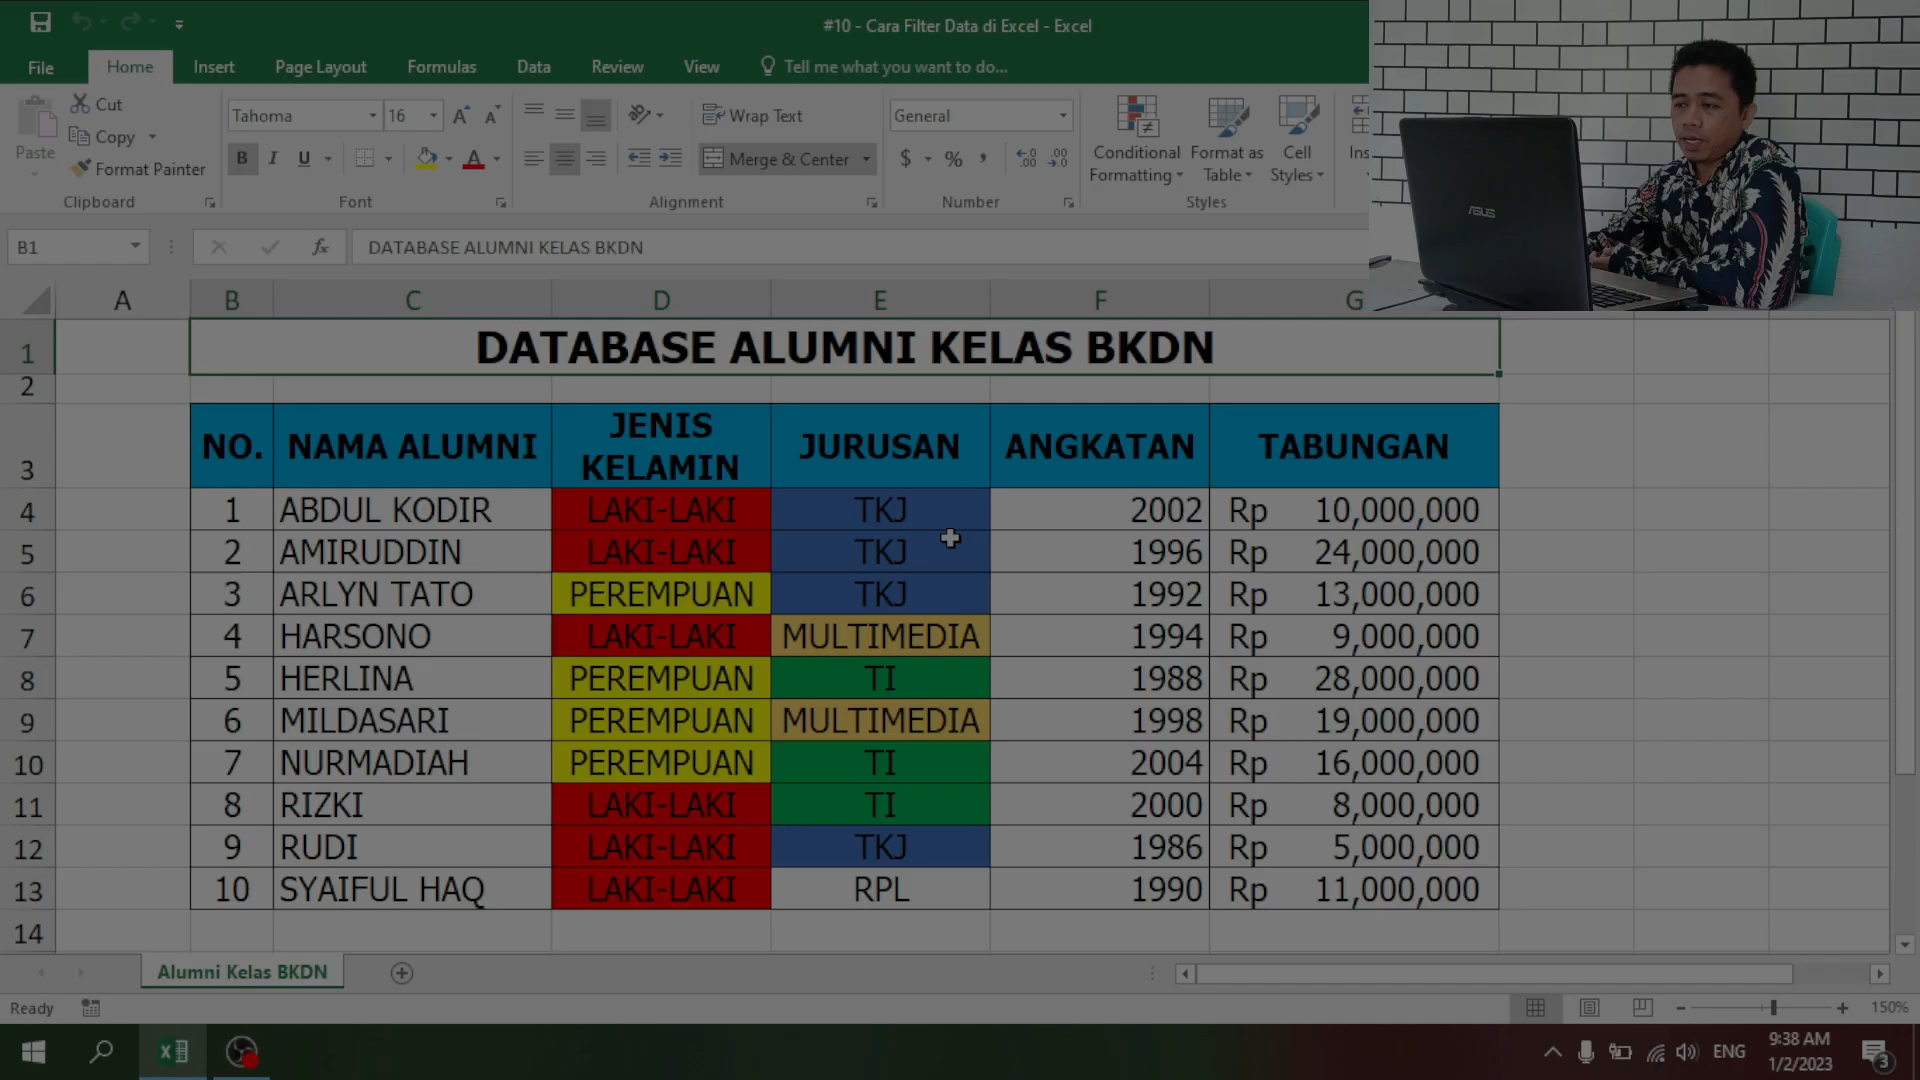 #10 - Cara Filter Data di Excel - Excel
File Home Insert Page Layout Formulas Data Review View Tell me what you want to do...
Paste
Cut
Copy
Format Painter
Clipboard
Tahoma 16
B I U A
Font
Wrap Text
Merge & Center
Alignment
General
$ % ,
Number
Conditional Formatting
Format as Table
Cell Styles
Styles
Ins
ASUS
B1 fx DATABASE ALUMNI KELAS BKDN
A B C D E F G
1 DATABASE ALUMNI KELAS BKDN
2
3 NO. NAMA ALUMNI JENIS KELAMIN JURUSAN ANGKATAN TABUNGAN
4 1 ABDUL KODIR LAKI-LAKI TKJ 2002 Rp 10,000,000
5 2 AMIRUDDIN LAKI-LAKI TKJ 1996 Rp 24,000,000
6 3 ARLYN TATO PEREMPUAN TKJ 1992 Rp 13,000,000
7 4 HARSONO LAKI-LAKI MULTIMEDIA 1994 Rp 9,000,000
8 5 HERLINA PEREMPUAN TI 1988 Rp 28,000,000
9 6 MILDASARI PEREMPUAN MULTIMEDIA 1998 Rp 19,000,000
10 7 NURMADIAH PEREMPUAN TI 2004 Rp 16,000,000
11 8 RIZKI LAKI-LAKI TI 2000 Rp 8,000,000
12 9 RUDI LAKI-LAKI TKJ 1986 Rp 5,000,000
13 10 SYAIFUL HAQ LAKI-LAKI RPL 1990 Rp 11,000,000
14
Alumni Kelas BKDN
Ready 150%
ENG 9:38 AM
1/2/2023 3